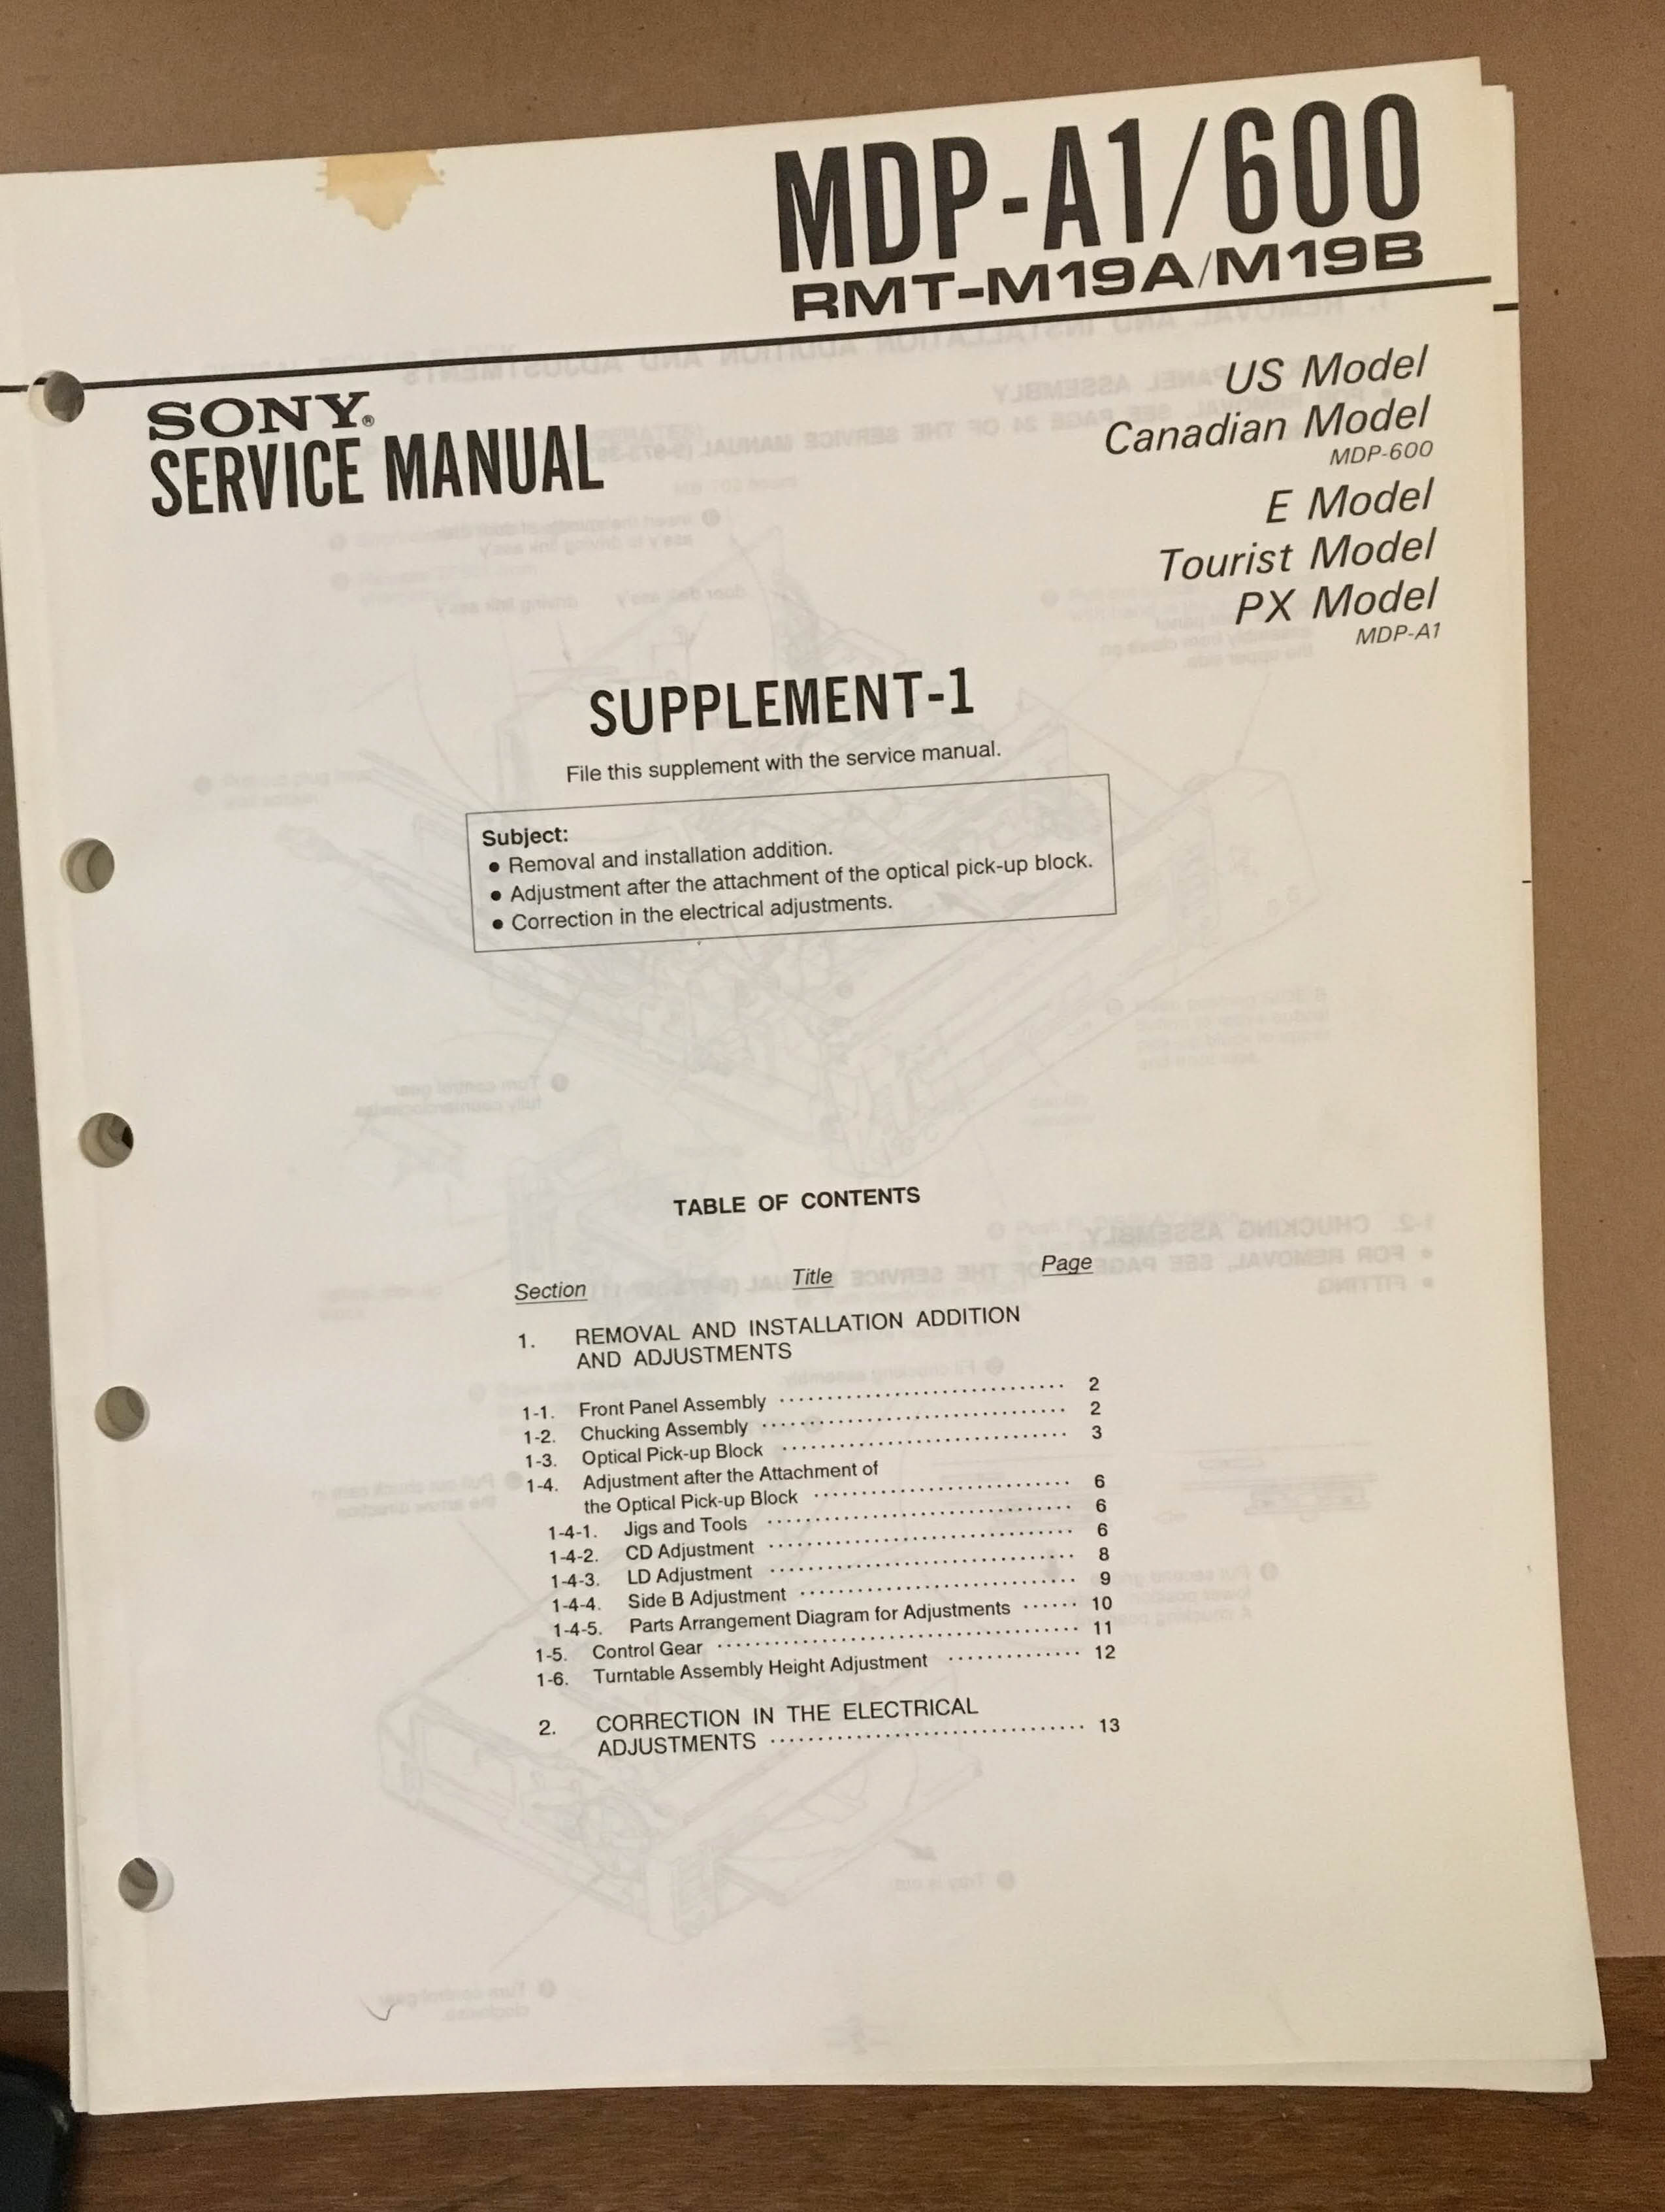 MDP-A1/600
RMT-M19A/M19B
SONY®
SERVICE MANUAL
US Model
Canadian Model
MDP-600
E Model
Tourist Model
PX Model
MDP-A1
SUPPLEMENT-1
File this supplement with the service manual.
Subject:
● Removal and installation addition.
● Adjustment after the attachment of the optical pick-up block.
● Correction in the electrical adjustments.
TABLE OF CONTENTS
Section Title Page
1. REMOVAL AND INSTALLATION ADDITION
AND ADJUSTMENTS
1-1. Front Panel Assembly ······························ 2
1-2. Chucking Assembly ································ 2
1-3. Optical Pick-up Block ······························ 3
1-4. Adjustment after the Attachment of
the Optical Pick-up Block ··························· 6
1-4-1. Jigs and Tools ································ 6
1-4-2. CD Adjustment ································ 6
1-4-3. LD Adjustment ································ 8
1-4-4. Side B Adjustment ····························· 9
1-4-5. Parts Arrangement Diagram for Adjustments ······ 10
1-5. Control Gear ······································ 11
1-6. Turntable Assembly Height Adjustment ·············· 12
2. CORRECTION IN THE ELECTRICAL
ADJUSTMENTS ································· 13